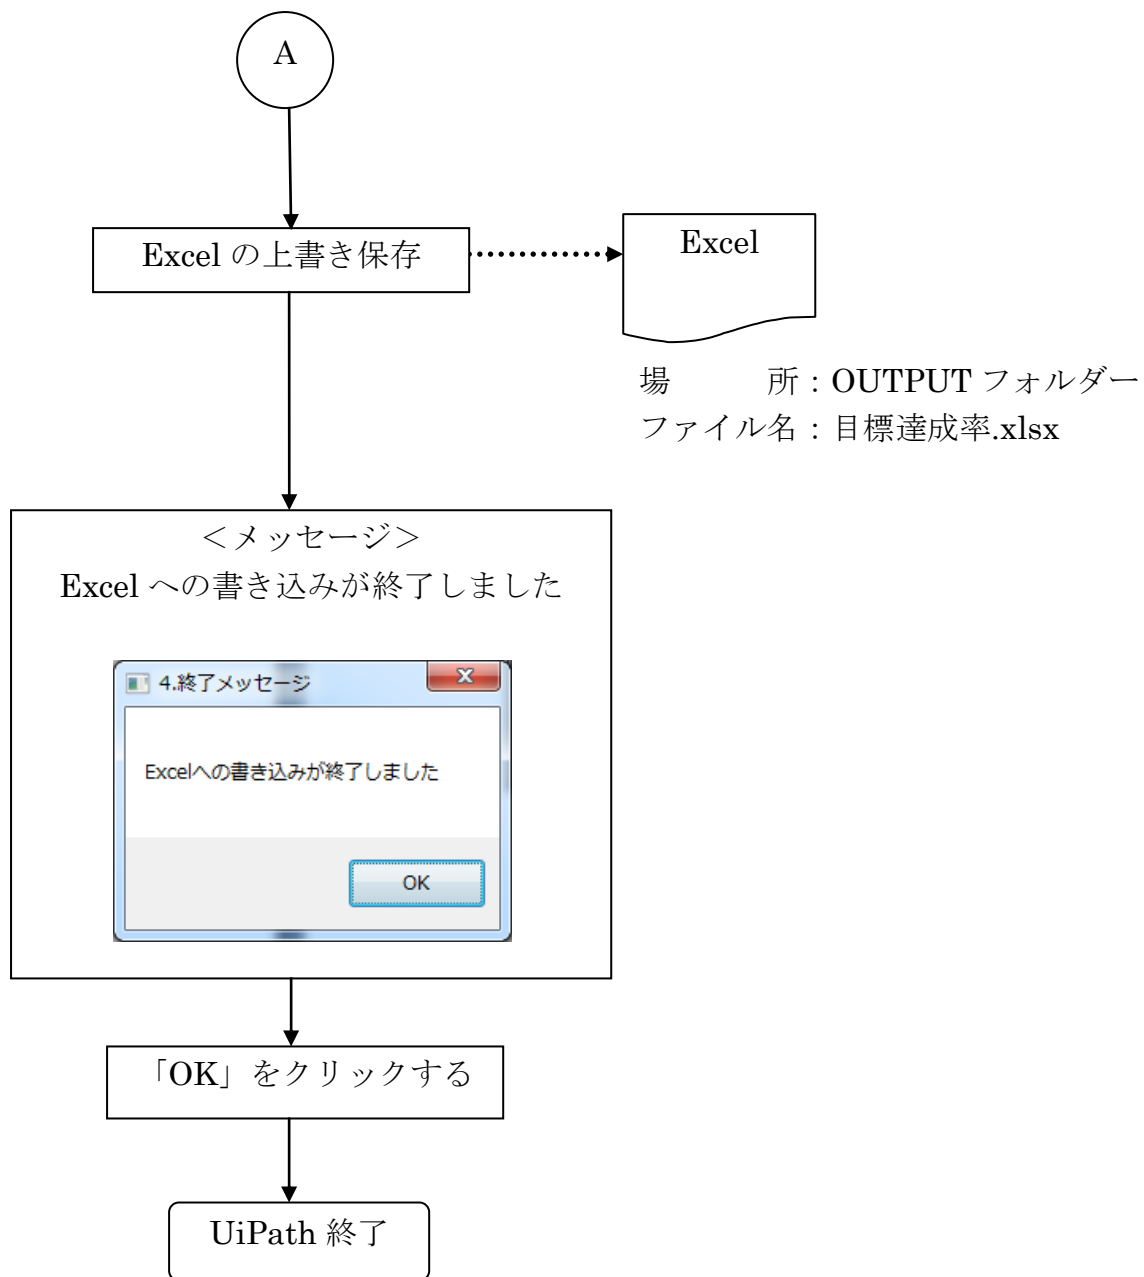 A
Excel の上書き保存
Excel
場　　所：OUTPUT フォルダー
ファイル名：目標達成率.xlsx
＜メッセージ＞
Excel への書き込みが終了しました
4.終了メッセージ
Excelへの書き込みが終了しました
OK
「OK」をクリックする
UiPath 終了